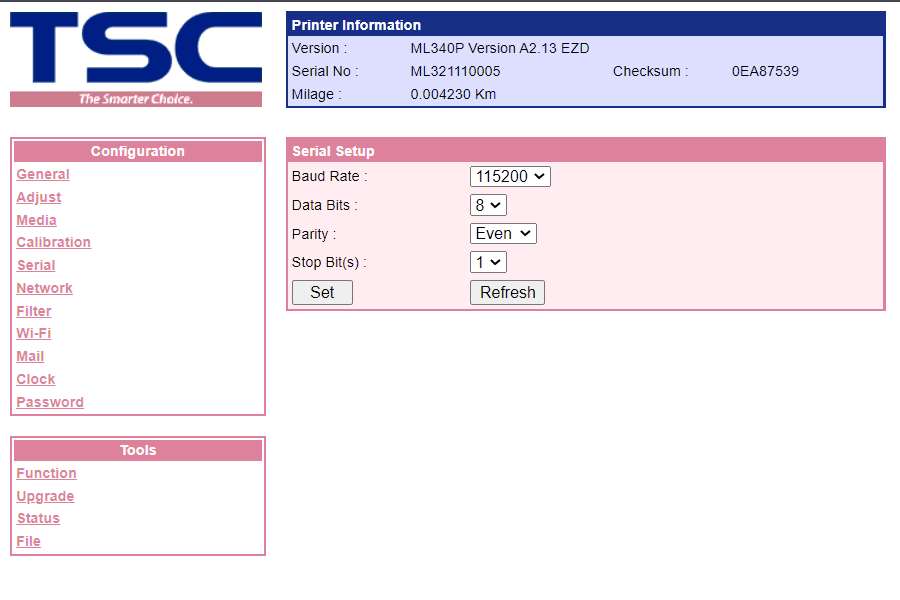 TSC
The Smarter Choice.
Printer Information
Version : ML340P Version A2.13 EZD
Serial No : ML321110005 Checksum : 0EA87539
Milage : 0.004230 Km
Configuration
General
Adjust
Media
Calibration
Serial
Network
Filter
Wi-Fi
Mail
Clock
Password
Tools
Function
Upgrade
Status
File
Serial Setup
Baud Rate : 115200
Data Bits : 8
Parity : Even
Stop Bit(s) : 1
Set Refresh